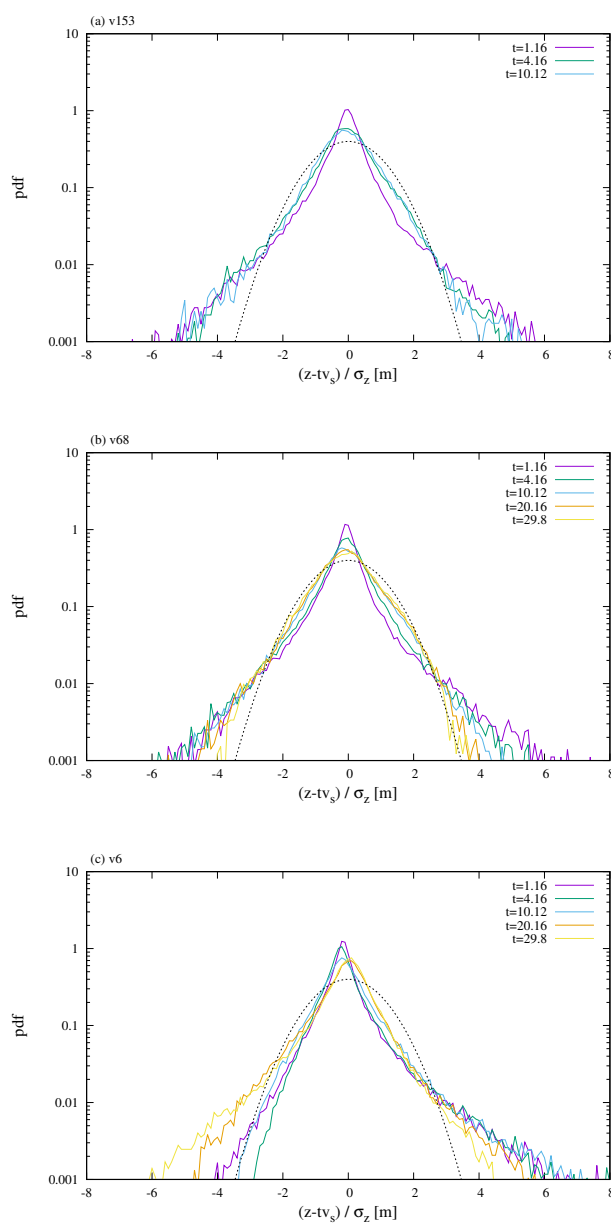 (a) v153
10
1
0.1
0.01
0.001
pdf
t=1.16
t=4.16
t=10.12
-8 -6 -4 -2 0 2 4 6 8
(z-tv_s) / σ_z [m]
(b) v68
10
1
0.1
0.01
0.001
pdf
t=1.16
t=4.16
t=10.12
t=20.16
t=29.8
-8 -6 -4 -2 0 2 4 6 8
(z-tv_s) / σ_z [m]
(c) v6
10
1
0.1
0.01
0.001
pdf
t=1.16
t=4.16
t=10.12
t=20.16
t=29.8
-8 -6 -4 -2 0 2 4 6 8
(z-tv_s) / σ_z [m]